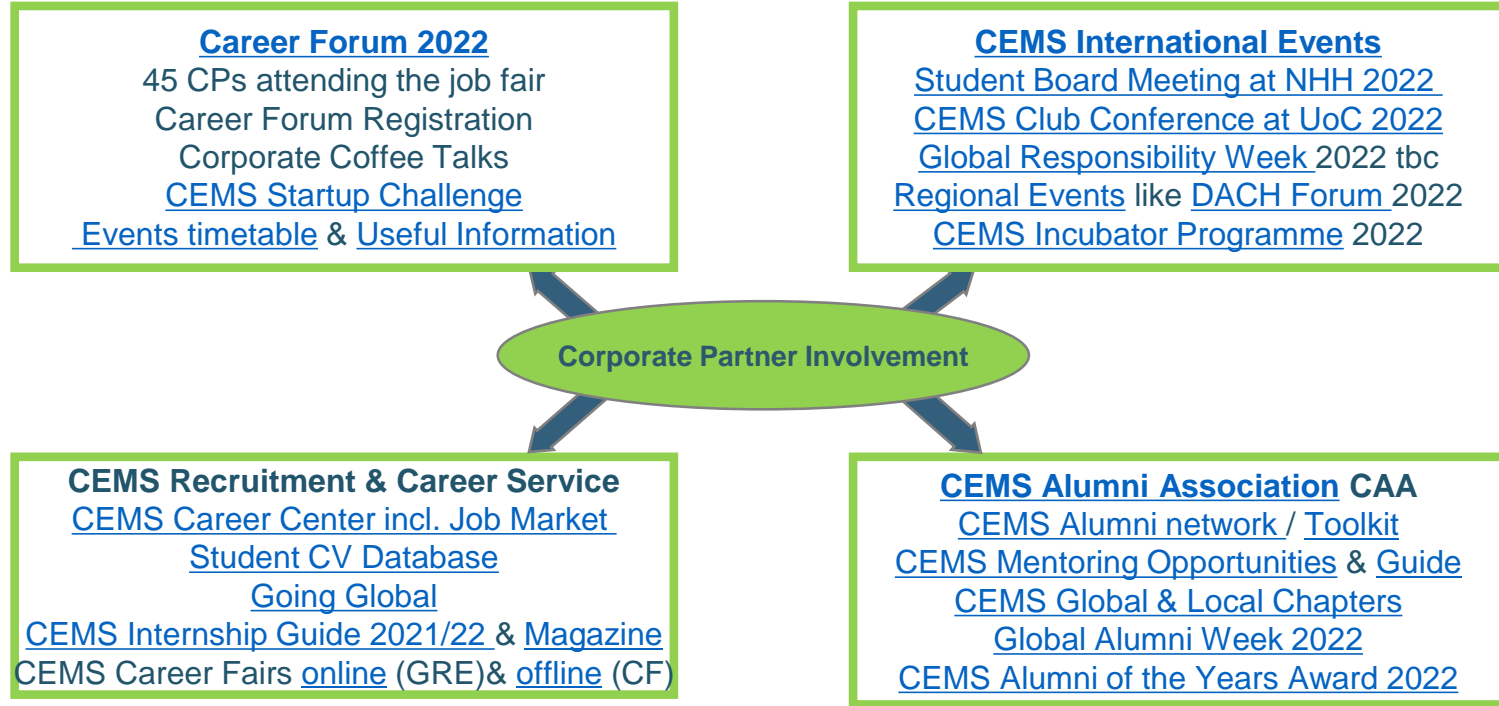 Career Forum 2022
45 CPs attending the job fair
Career Forum Registration
Corporate Coffee Talks
CEMS Startup Challenge
Events timetable & Useful Information
CEMS International Events
Student Board Meeting at NHH 2022
CEMS Club Conference at UoC 2022
Global Responsibility Week 2022 tbc
Regional Events like DACH Forum 2022
CEMS Incubator Programme 2022
Corporate Partner Involvement
CEMS Recruitment & Career Service
CEMS Career Center incl. Job Market
Student CV Database
Going Global
CEMS Internship Guide 2021/22 & Magazine
CEMS Career Fairs online (GRE)& offline (CF)
CEMS Alumni Association CAA
CEMS Alumni network / Toolkit
CEMS Mentoring Opportunities & Guide
CEMS Global & Local Chapters
Global Alumni Week 2022
CEMS Alumni of the Years Award 2022